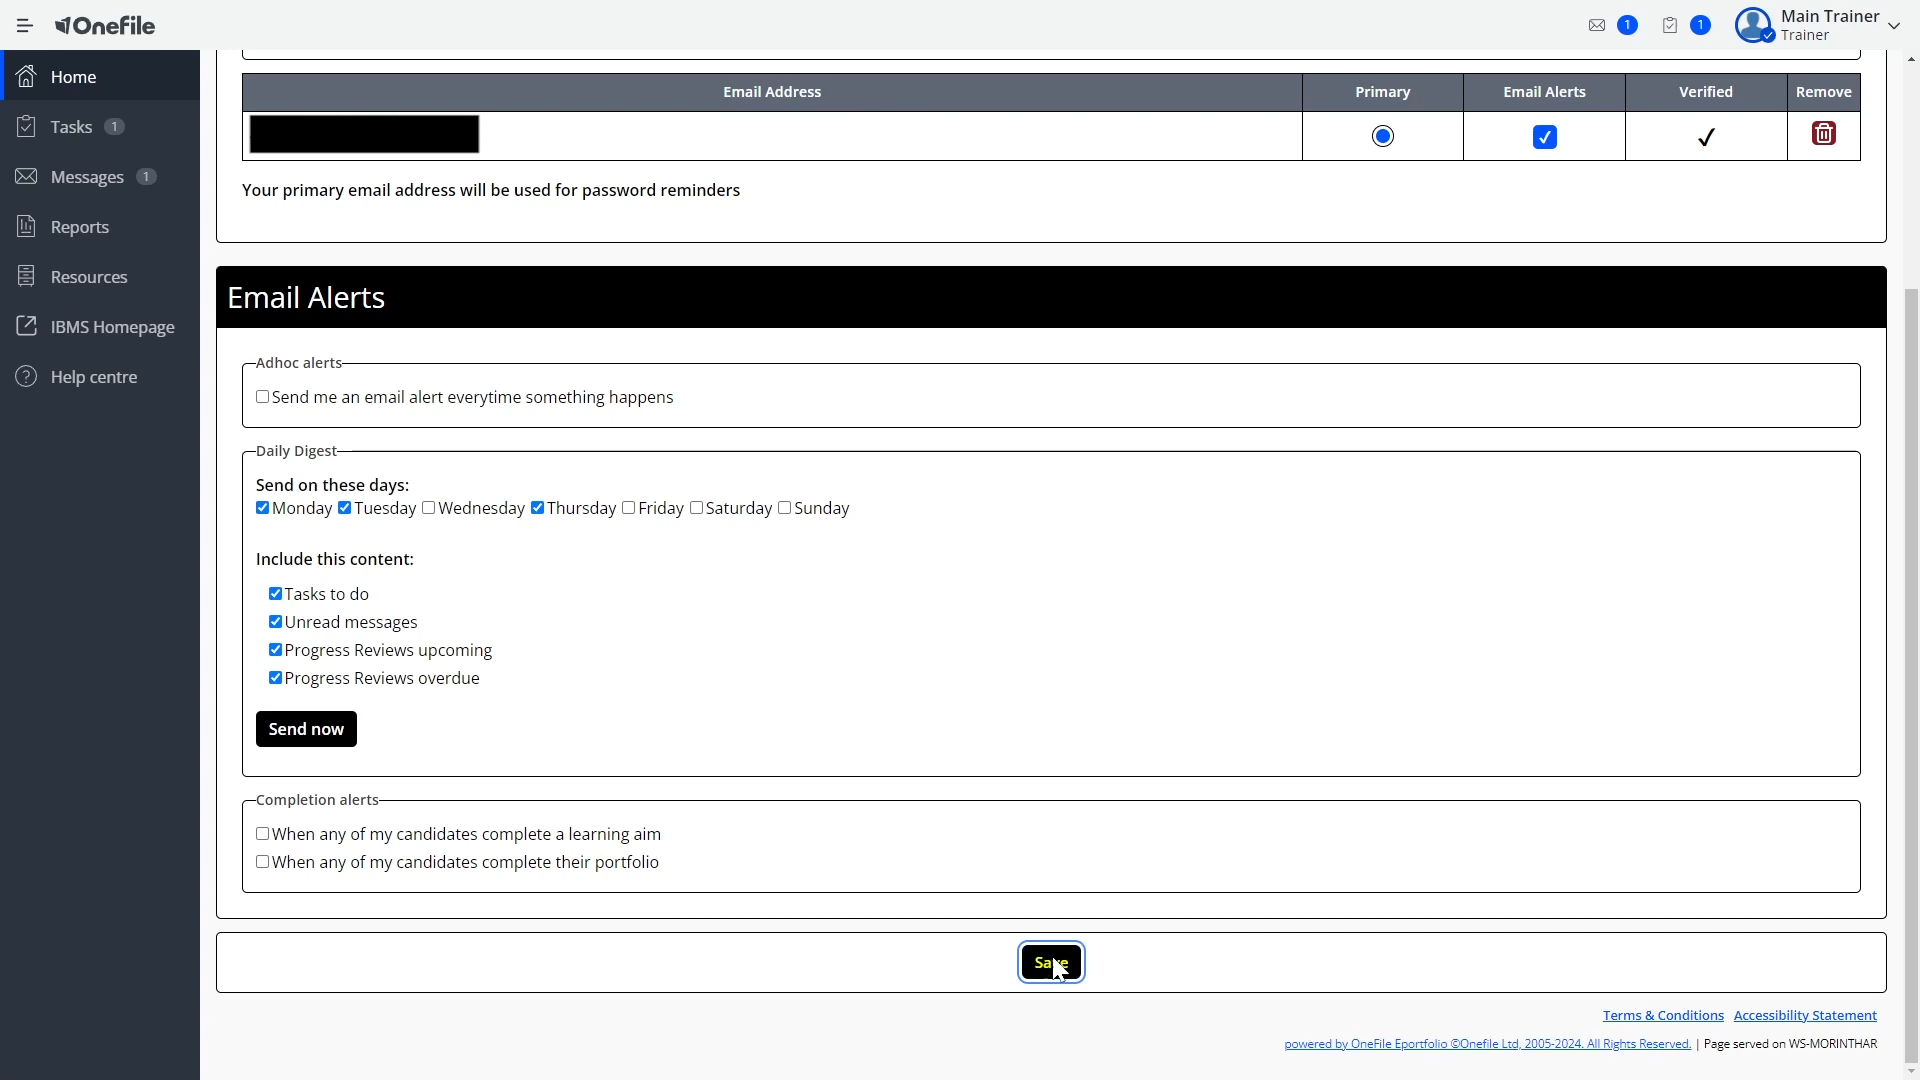 OneFile
1
1
Main Trainer
Trainer
Home
Tasks 1
Messages 1
Reports
Resources
IBMS Homepage
Help centre
Email Address Primary Email Alerts Verified Remove
Your primary email address will be used for password reminders
Email Alerts
Adhoc alerts
Send me an email alert everytime something happens
Daily Digest
Send on these days:
Monday Tuesday Wednesday Thursday Friday Saturday Sunday
Include this content:
Tasks to do
Unread messages
Progress Reviews upcoming
Progress Reviews overdue
Send now
Completion alerts
When any of my candidates complete a learning aim
When any of my candidates complete their portfolio
Save
Terms & Conditions Accessibility Statement
powered by OneFile Eportfolio ©Onefile Ltd, 2005-2024. All Rights Reserved. | Page served on WS-MORINTHAR